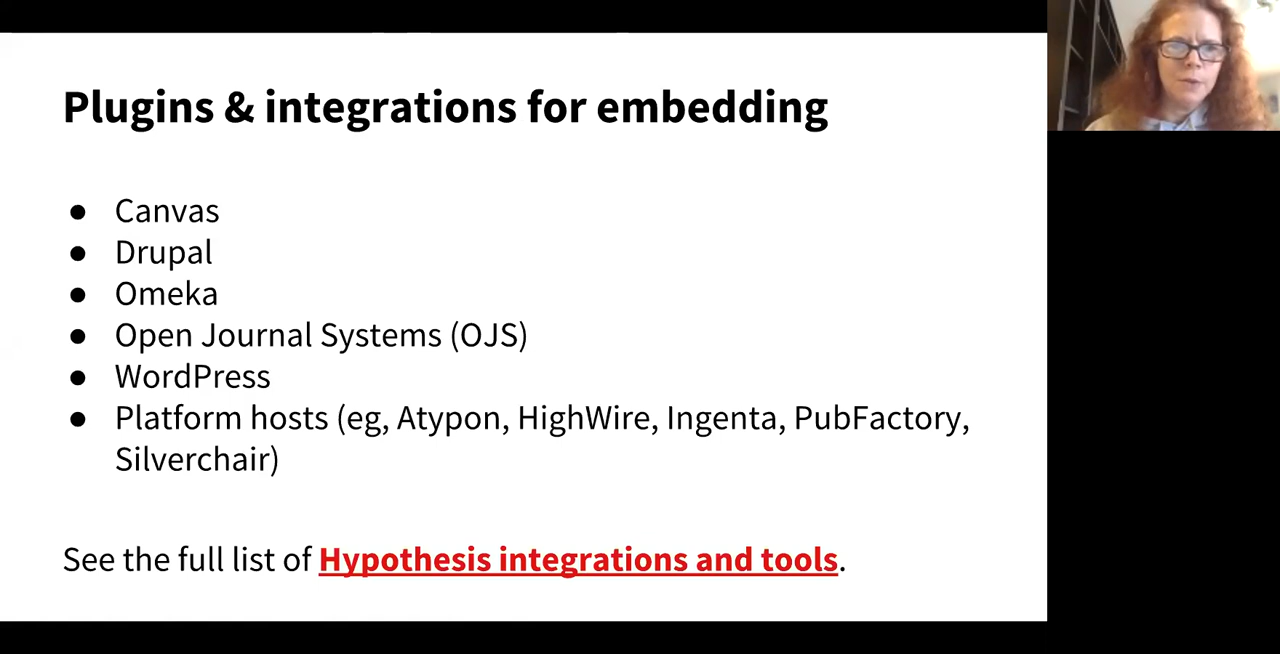 Plugins & integrations for embedding
● Canvas
● Drupal
● Omeka
● Open Journal Systems (OJS)
● WordPress
● Platform hosts (eg, Atypon, HighWire, Ingenta, PubFactory,
Silverchair)
See the full list of Hypothesis integrations and tools.